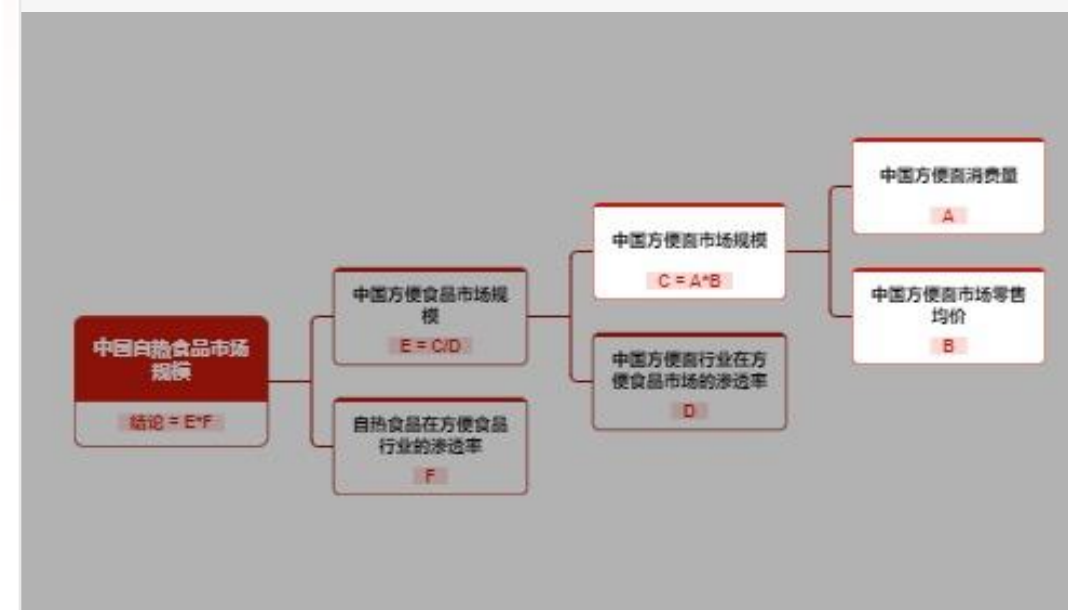 中国方便面消费量
A
中国方便面市场规模
C = A*B
中国方便食品市场规
模
E = C/D
中国方便面市场零售
均价
B
中国自热食品市场
规模
结论 = E*F
中国方便面行业在方
便食品市场的渗透率
D
自热食品在方便食品
行业的渗透率
F